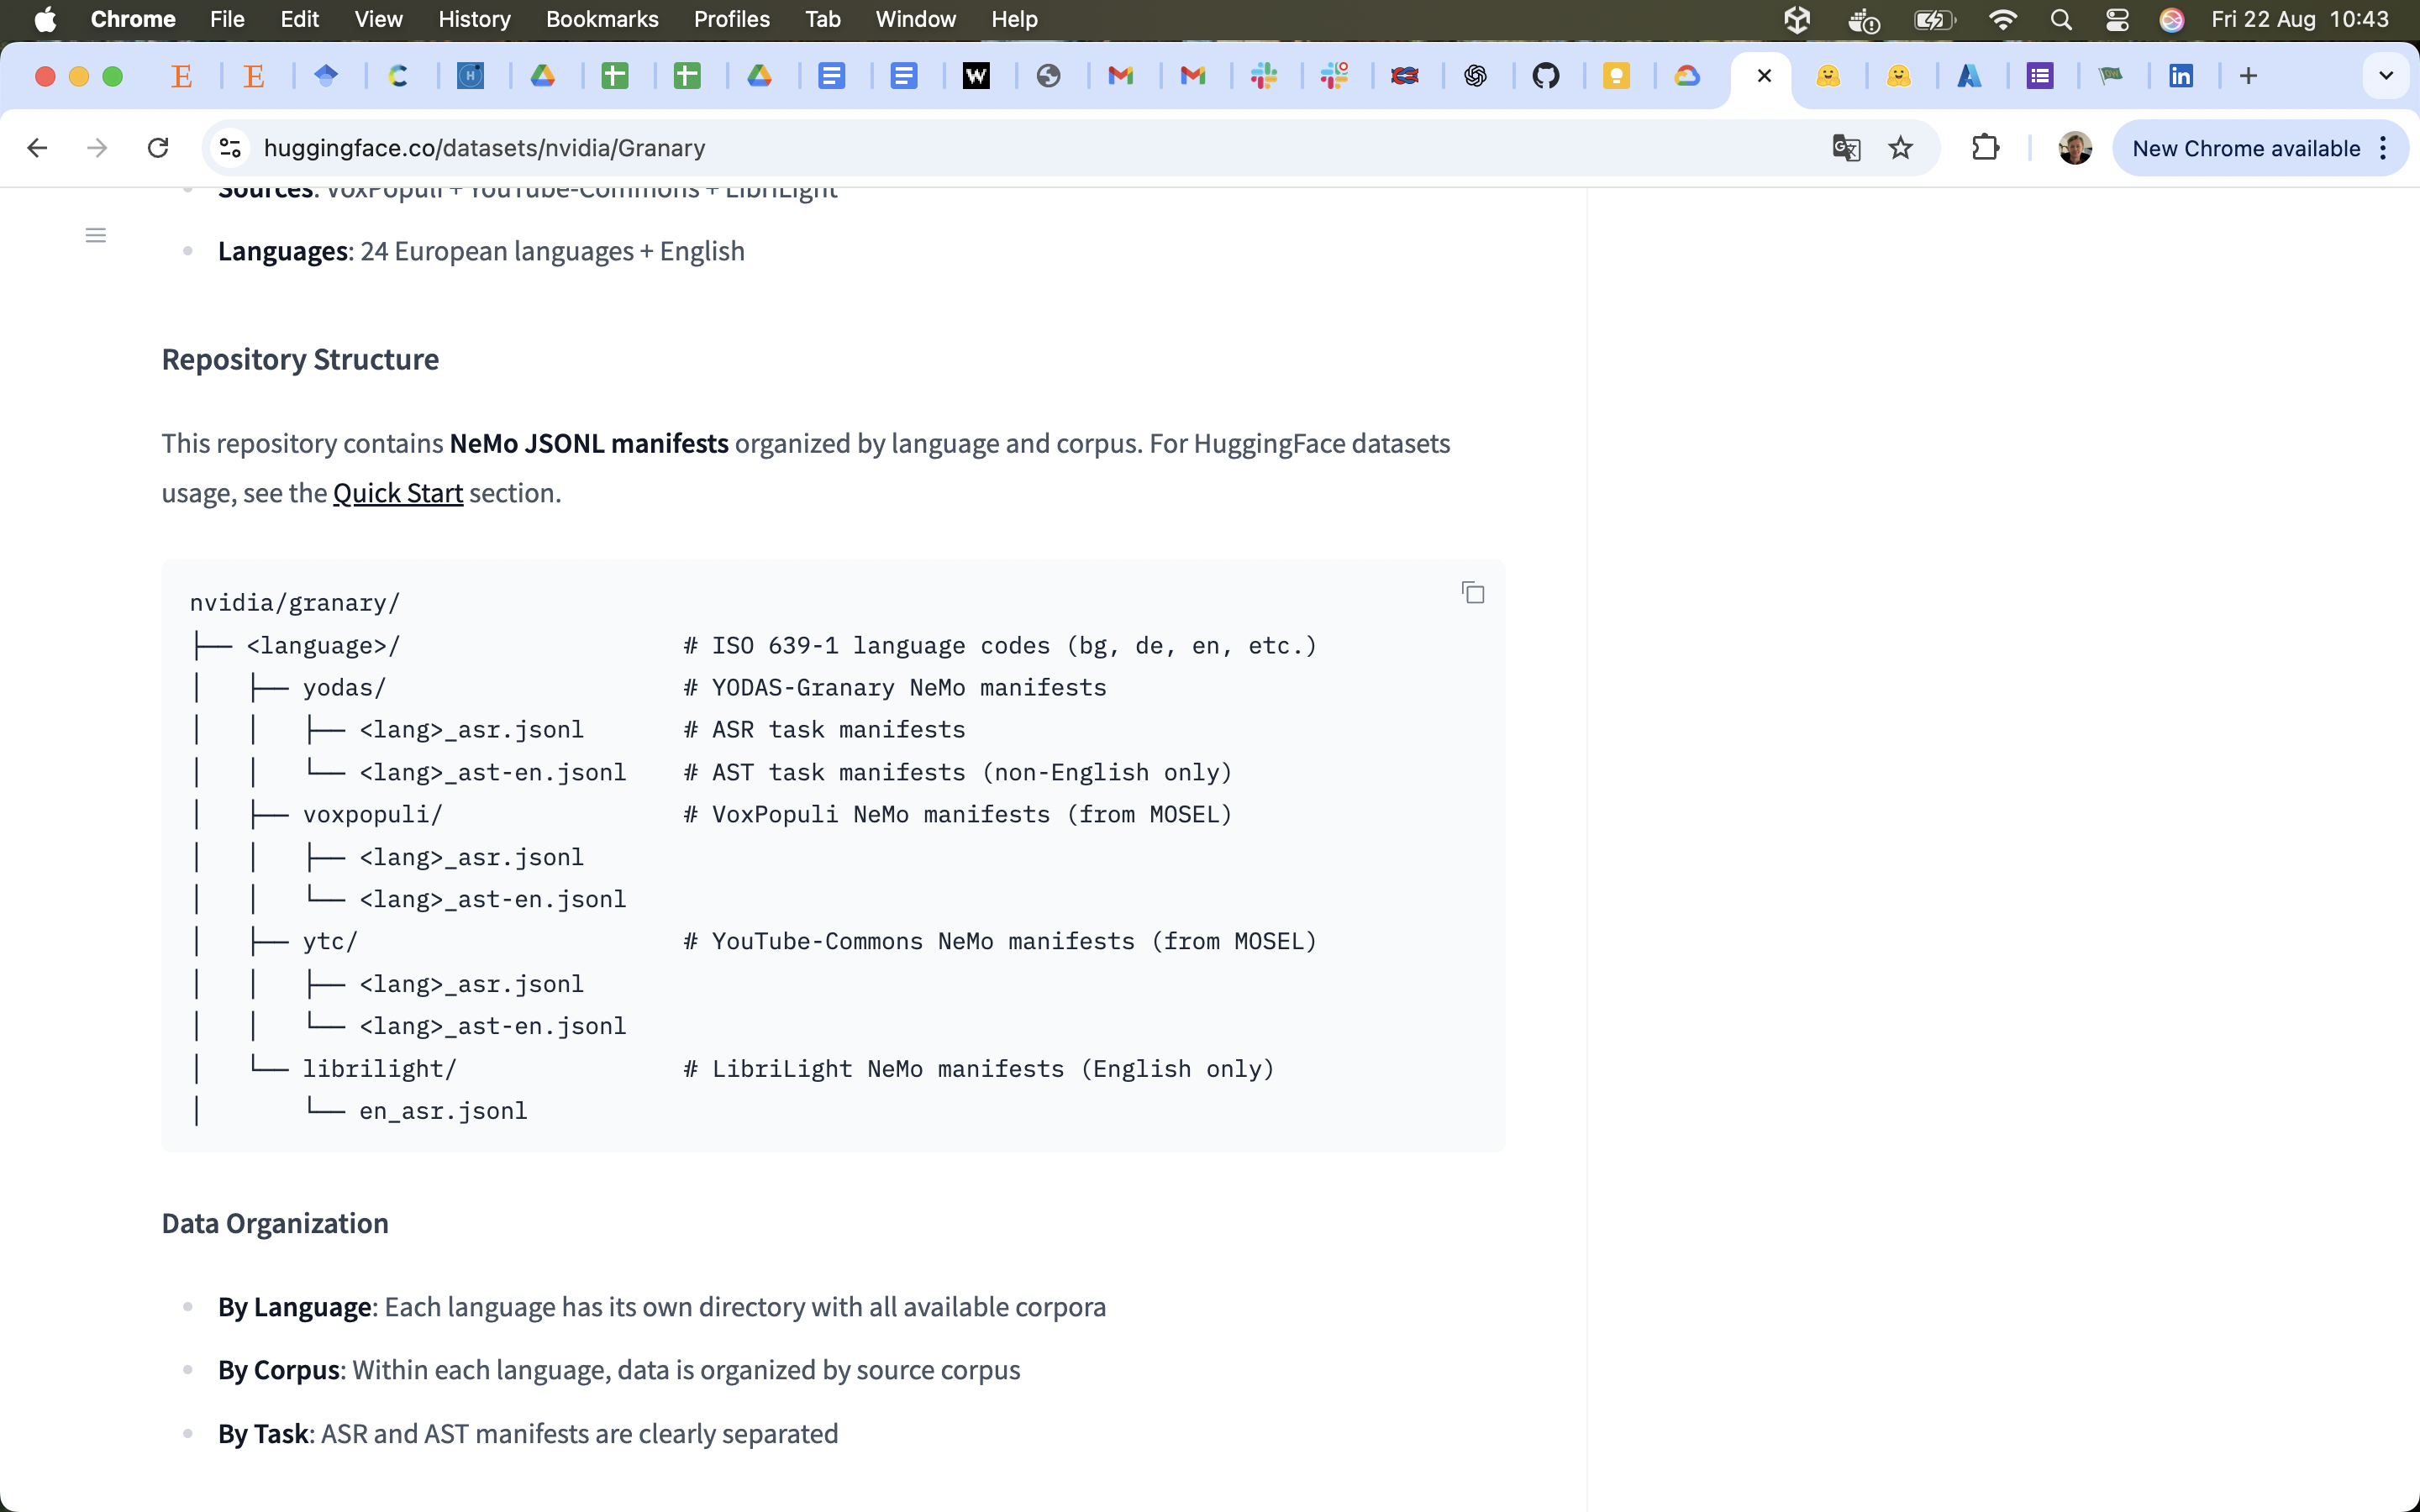 Chrome File Edit View History Bookmarks Profiles Tab Window Help Fri 22 Aug 10:43
huggingface.co/datasets/nvidia/Granary New Chrome available
Sources: VoxPopuli + YouTube-Commons + LibriLight
Languages: 24 European languages + English
Repository Structure
This repository contains NeMo JSONL manifests organized by language and corpus. For HuggingFace datasets
usage, see the Quick Start section.
nvidia/granary/
├── <language>/ # ISO 639-1 language codes (bg, de, en, etc.)
│ ├── yodas/ # YODAS-Granary NeMo manifests
│ │ ├── <lang>_asr.jsonl # ASR task manifests
│ │ └── <lang>_ast-en.jsonl # AST task manifests (non-English only)
│ ├── voxpopuli/ # VoxPopuli NeMo manifests (from MOSEL)
│ │ ├── <lang>_asr.jsonl
│ │ └── <lang>_ast-en.jsonl
│ ├── ytc/ # YouTube-Commons NeMo manifests (from MOSEL)
│ │ ├── <lang>_asr.jsonl
│ │ └── <lang>_ast-en.jsonl
│ └── librilight/ # LibriLight NeMo manifests (English only)
│ └── en_asr.jsonl
Data Organization
By Language: Each language has its own directory with all available corpora
By Corpus: Within each language, data is organized by source corpus
By Task: ASR and AST manifests are clearly separated